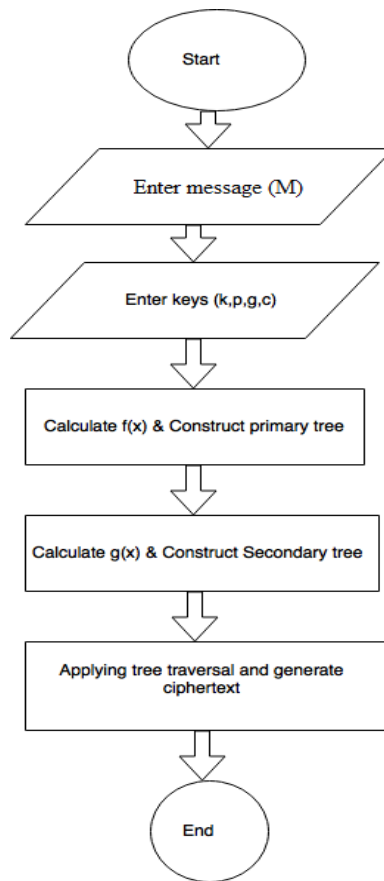 Start
Enter message (M)
Enter keys (k,p,g,c)
Calculate f(x) & Construct primary tree
Calculate g(x) & Construct Secondary tree
Applying tree traversal and generate
ciphertext
End